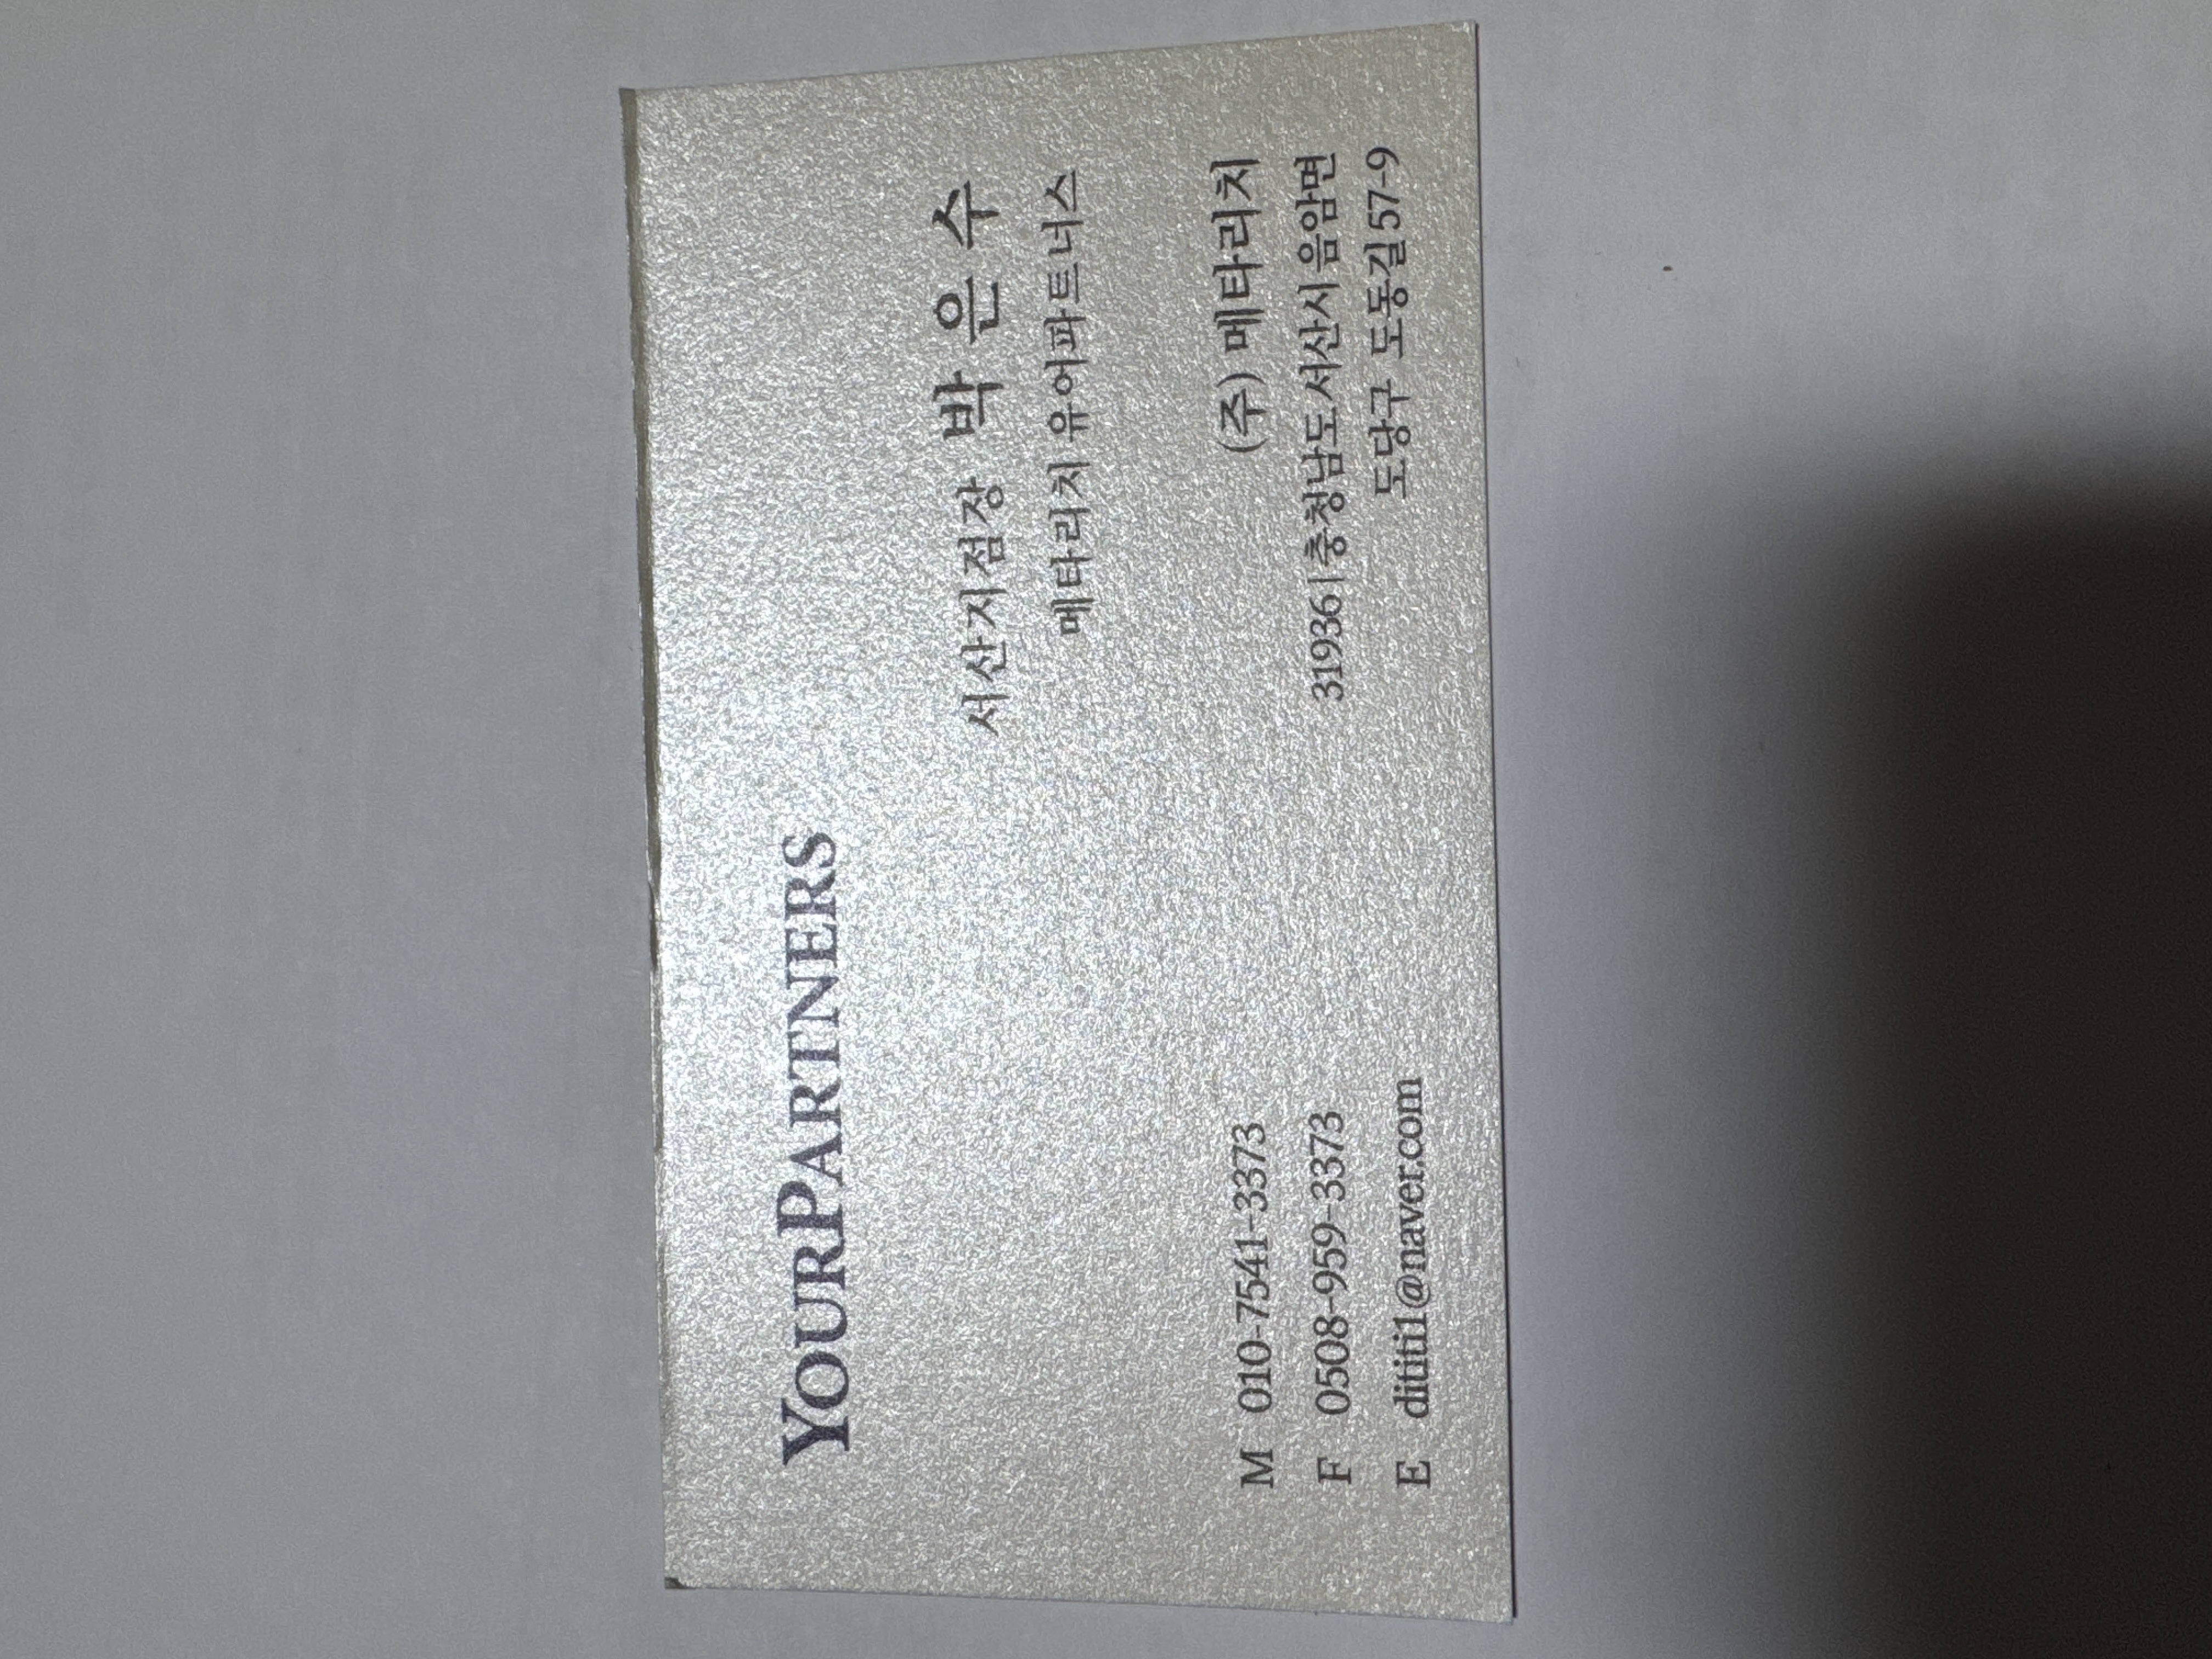 YOURPARTNERS
서산지점장 박 은 수
메타리치 유어파트너스
(주) 메타리치
31936 | 충청남도서산시음암면
도당구 도동길57-9
M 010-7541-3373
F 0508-959-3373
E dititi1@naver.com